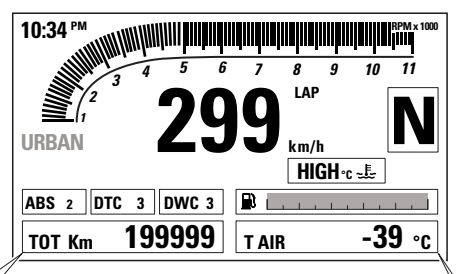 10:34 PM
RPM x 1000
1 2 3 4 5 6 7 8 9 10 11
LAP
299 km/h
N
URBAN
HIGH °C
ABS 2 DTC 3 DWC 3
TOT Km 199999 T AIR -39 °C